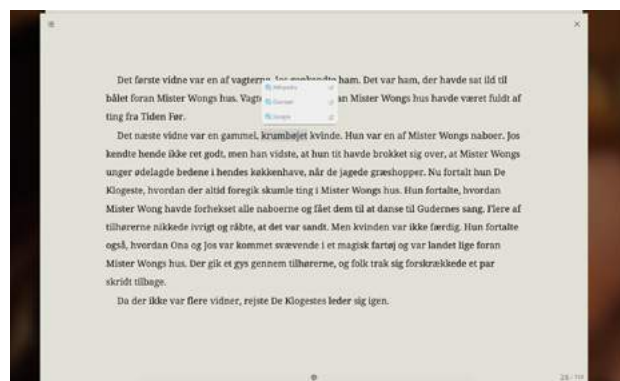 Det første vidne var en af vagterne. Jos genkendte ham. Det var ham, der havde sat ild til
Wikipedia
bålet foran Mister Wongs hus. Vagt an Mister Wongs hus havde været fuldt af
Google
ting fra Tiden Før.
Det næste vidne var en gammel, krumbøjet kvinde. Hun var en af Mister Wongs naboer. Jos
kendte hende ikke ret godt, men han vidste, at hun tit havde brokket sig over, at Mister Wongs
unger ødelagde bedene i hendes køkkenhave, når de jagede græshopper. Nu fortalt hun De
Klogeste, hvordan der altid foregik skumle ting i Mister Wongs hus. Hun fortalte, hvordan
Mister Wong havde forhekset alle naboerne og fået dem til at danse til Gudernes sang. Flere af
tilhørerne nikkede ivrigt og råbte, at det var sandt. Men kvinden var ikke færdig. Hun fortalte
også, hvordan Ona og Jos var kommet svævende i et magisk fartøj og var landet lige foran
Mister Wongs hus. Der gik et gys gennem tilhørerne, og folk trak sig forskrækkede et par
skridt tilbage.
Da der ikke var flere vidner, rejste De Klogestes leder sig igen.